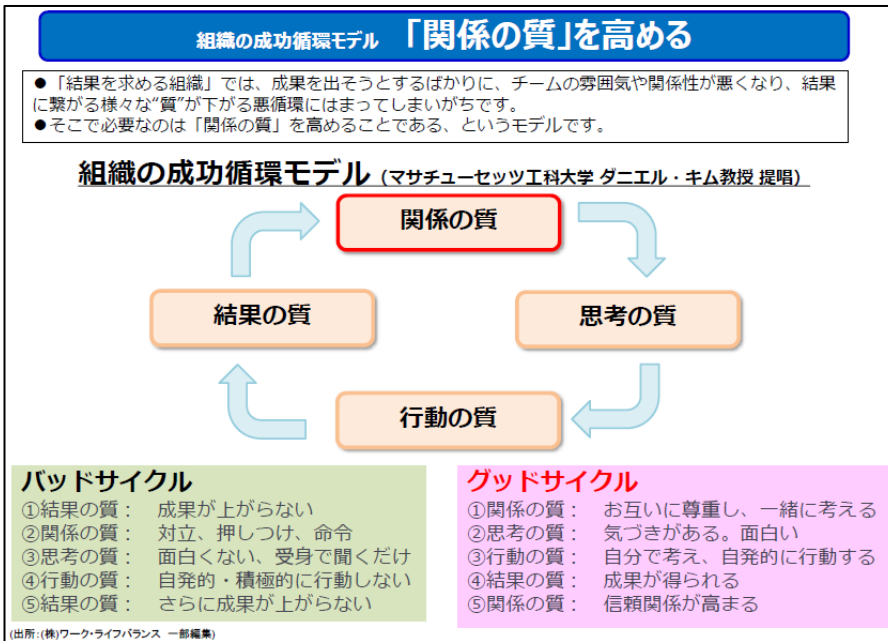 組織の成功循環モデル 「関係の質」を高める
●「結果を求める組織」では、成果を出そうとするばかりに、チームの雰囲気や関係性が悪くなり、結果
に繋がる様々な“質”が下がる悪循環にはまってしまいがちです。
●そこで必要なのは「関係の質」を高めることである、というモデルです。
組織の成功循環モデル（マサチューセッツ工科大学 ダニエル・キム教授 提唱）
関係の質
結果の質
思考の質
行動の質
バッドサイクル
①結果の質： 成果が上がらない
②関係の質： 対立、押しつけ、命令
③思考の質： 面白くない、受身で聞くだけ
④行動の質： 自発的・積極的に行動しない
⑤結果の質： さらに成果が上がらない
グッドサイクル
①関係の質： お互いに尊重し、一緒に考える
②思考の質： 気づきがある。面白い
③行動の質： 自分で考え、自発的に行動する
④結果の質： 成果が得られる
⑤関係の質： 信頼関係が高まる
(出所:(株)ワーク・ライフバランス 一部編集)